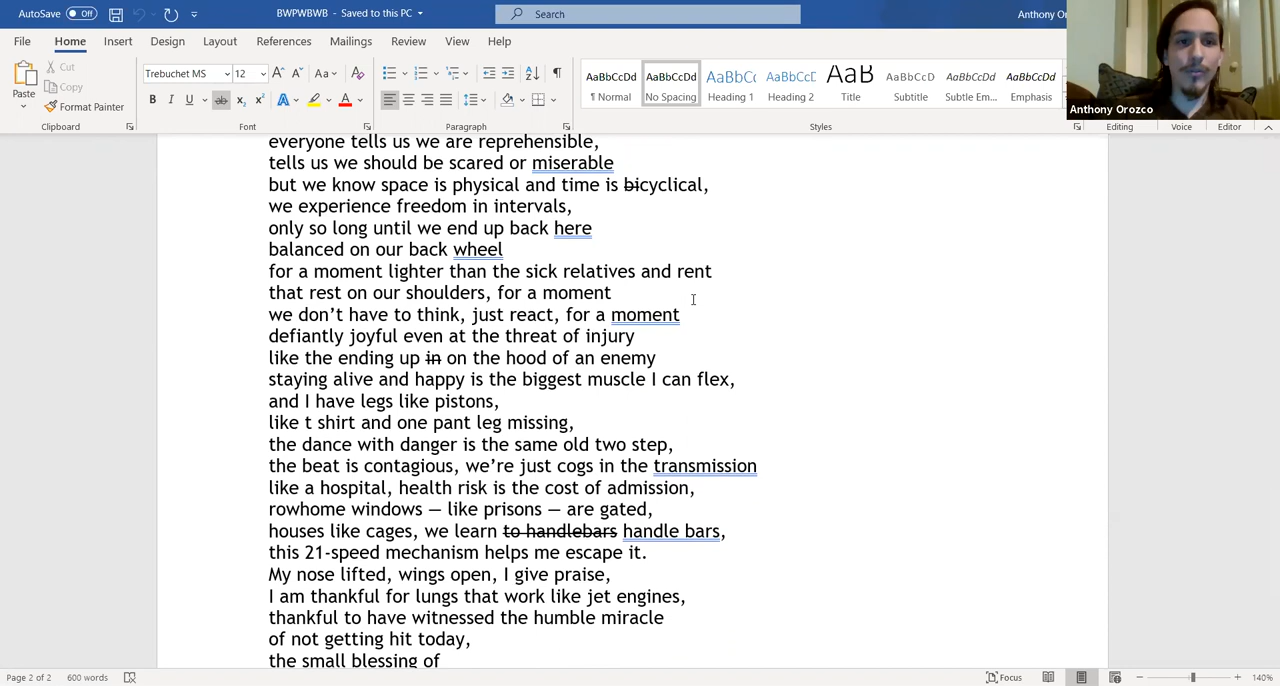 AutoSave Off
BWPWBWB - Saved to this PC
Search
Anthony Or
File Home Insert Design Layout References Mailings Review View Help
Paste
Cut
Copy
Format Painter
Clipboard
Trebuchet MS 12
Font
Paragraph
AaBbCcDd ¶ Normal
AaBbCcDd No Spacing
AaBbCc Heading 1
AaBbCcE Heading 2
AaB Title
AaBbCcD Subtitle
AaBbCcDd Subtle Em...
AaBbCcDd Emphasis
Styles
Editing
Voice
Editor
Anthony Orozco
everyone tells us we are reprehensible,
tells us we should be scared or miserable
but we know space is physical and time is bicyclical,
we experience freedom in intervals,
only so long until we end up back here
balanced on our back wheel
for a moment lighter than the sick relatives and rent
that rest on our shoulders, for a moment
we don’t have to think, just react, for a moment
defiantly joyful even at the threat of injury
like the ending up in on the hood of an enemy
staying alive and happy is the biggest muscle I can flex,
and I have legs like pistons,
like t shirt and one pant leg missing,
the dance with danger is the same old two step,
the beat is contagious, we’re just cogs in the transmission
like a hospital, health risk is the cost of admission,
rowhome windows — like prisons — are gated,
houses like cages, we learn to handlebars handle bars,
this 21-speed mechanism helps me escape it.
My nose lifted, wings open, I give praise,
I am thankful for lungs that work like jet engines,
thankful to have witnessed the humble miracle
of not getting hit today,
the small blessing of
Page 2 of 2 600 words
Focus
140%